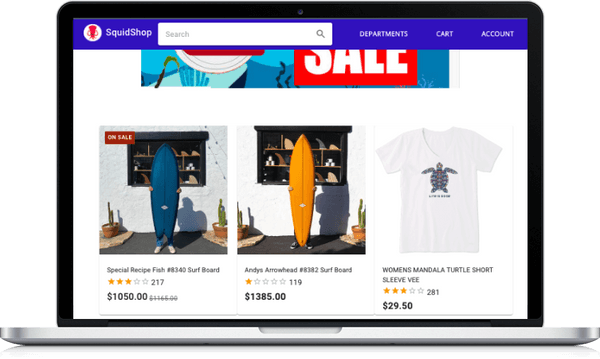 SquidShop
Search
DEPARTMENTS
CART
ACCOUNT
SALE
ON SALE
Special Recipe Fish #8340 Surf Board
217
$1050.00 $1165.00
Andys Arrowhead #8382 Surf Board
119
$1385.00
WOMENS MANDALA TURTLE SHORT
SLEEVE VEE
281
$29.50